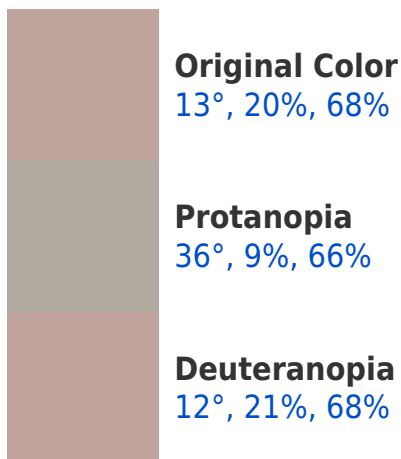 Original Color
13°, 20%, 68%
Protanopia
36°, 9%, 66%
Deuteranopia
12°, 21%, 68%